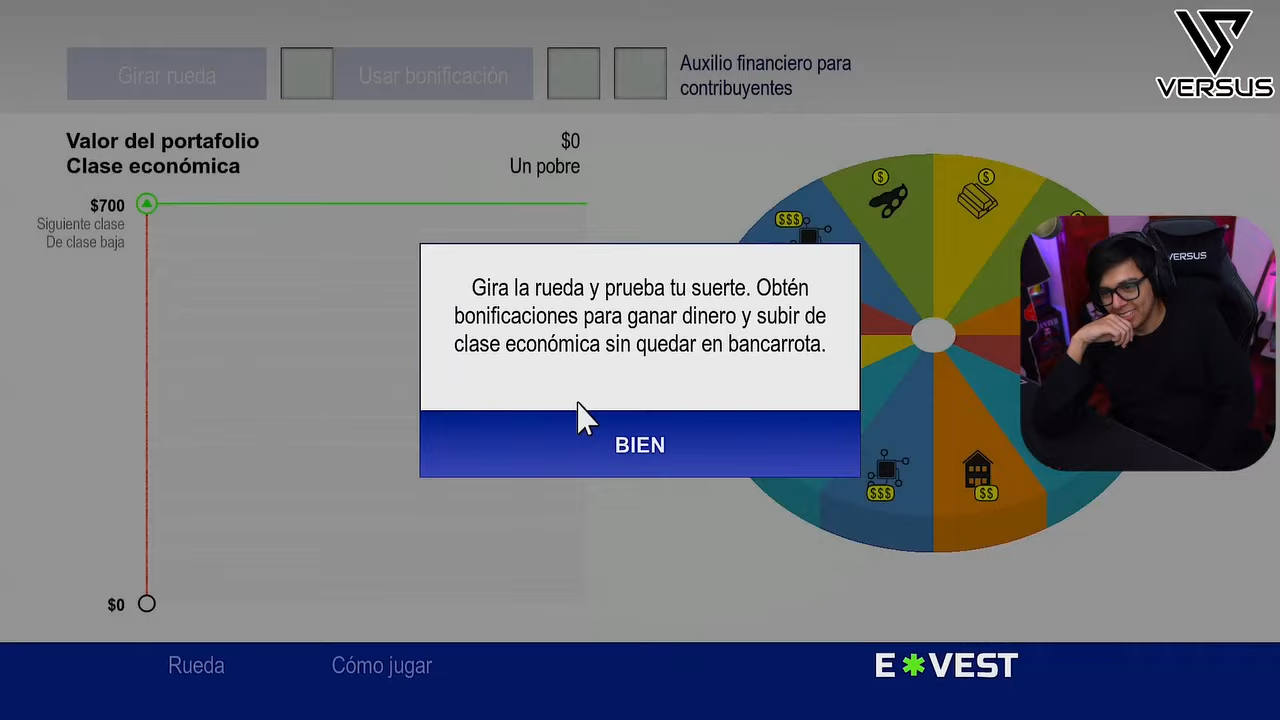 Girar rueda
Usar bonificación
Auxilio financiero para
contribuyentes
VERSUS
Valor del portafolio
$0
Clase económica
Un pobre
$700
Siguiente clase
De clase baja
$
$
$$$
VERSUS
Gira la rueda y prueba tu suerte. Obtén
bonificaciones para ganar dinero y subir de
clase económica sin quedar en bancarrota.
BIEN
$$$
$$
$0
Rueda
Cómo jugar
E*VEST